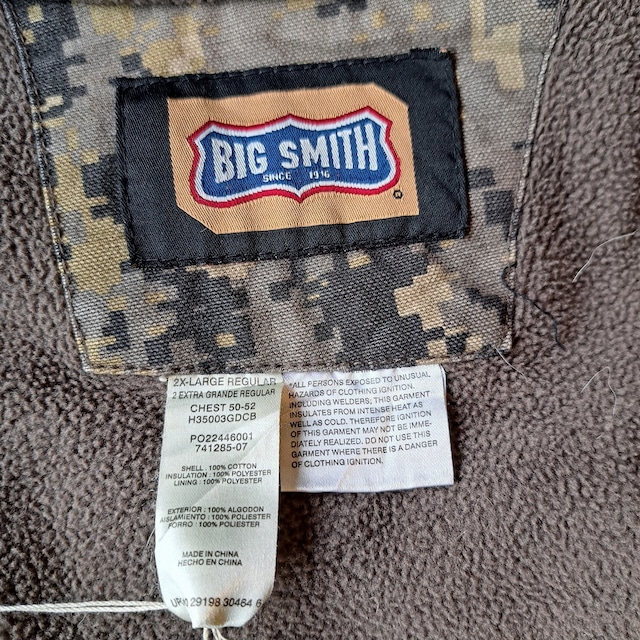 BIG SMITH
SINCE 1916
2X-LARGE REGULAR
2 EXTRA GRANDE REGULAR
CHEST 50-52
H35003GDCB
PO22446001
741285-07
SHELL : 100% COTTON
INSULATION : 100% POLYESTER
LINING : 100% POLYESTER
EXTERIOR : 100% ALGODON
AISLAMIENTO : 100% POLIESTER
FORRO : 100% POLIESTER
MADE IN CHINA
HECHO EN CHINA
29198 30464 6
ALL PERSONS EXPOSED TO UNUSUAL
HAZARDS OF CLOTHING IGNITION.
INCLUDING WELDERS; THIS GARMENT
INSULATES FROM INTENSE HEAT AS
WELL AS COLD. THEREFORE IGNITION
OF THIS GARMENT MAY NOT BE IMME-
DIATELY REALIZED. DO NOT USE THIS
GARMENT WHERE THERE IS A DANGER
OF CLOTHING IGNITION.